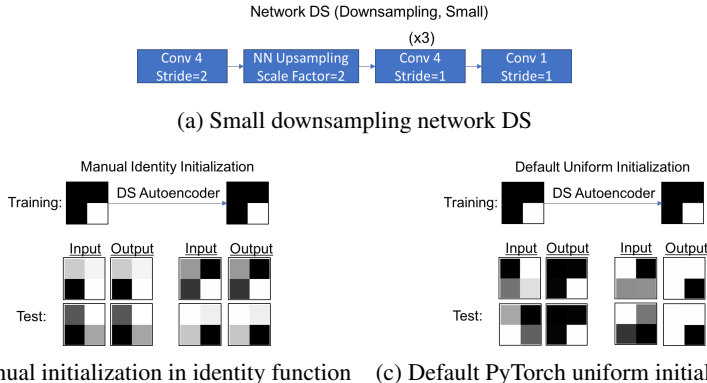 Network DS (Downsampling, Small)
(x3)
Conv 4 NN Upsampling Conv 4 Conv 1
Stride=2 Scale Factor=2 Stride=1 Stride=1
(a) Small downsampling network DS
Manual Identity Initialization
Training: DS Autoencoder
Input Output Input Output
Test:
Default Uniform Initialization
Training: DS Autoencoder
Input Output Input Output
Test:
initialization in identity function (c) Default PyTorch uniform